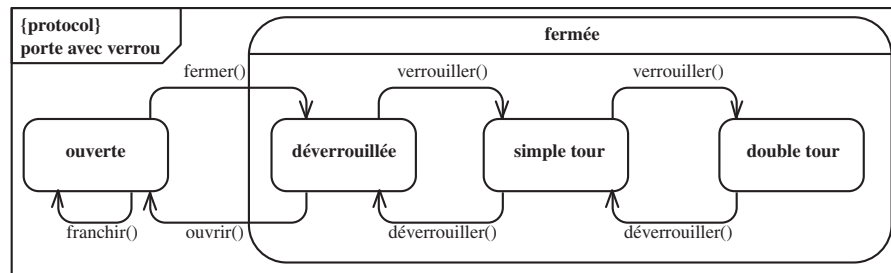 {protocol}
porte avec verrou
fermée
fermer()
verrouiller()
verrouiller()
ouverte
déverrouillée
simple tour
double tour
franchir()
ouvrir()
déverrouiller()
déverrouiller()